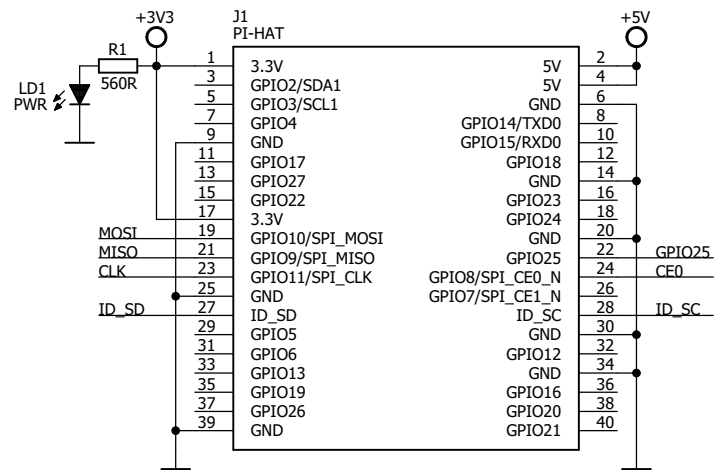 +3V3
+5V
J1
PI-HAT
R1
560R
LD1
PWR
1 3.3V 5V 2
3 GPIO2/SDA1 5V 4
5 GPIO3/SCL1 GND 6
7 GPIO4 GPIO14/TXD0 8
9 GND GPIO15/RXD0 10
11 GPIO17 GPIO18 12
13 GPIO27 GND 14
15 GPIO22 GPIO23 16
17 3.3V GPIO24 18
MOSI 19 GPIO10/SPI_MOSI GND 20
MISO 21 GPIO9/SPI_MISO GPIO25 22 GPIO25
CLK 23 GPIO11/SPI_CLK GPIO8/SPI_CE0_N 24 CE0
25 GND GPIO7/SPI_CE1_N 26
ID_SD 27 ID_SD ID_SC 28 ID_SC
29 GPIO5 GND 30
31 GPIO6 GPIO12 32
33 GPIO13 GND 34
35 GPIO19 GPIO16 36
37 GPIO26 GPIO20 38
39 GND GPIO21 40